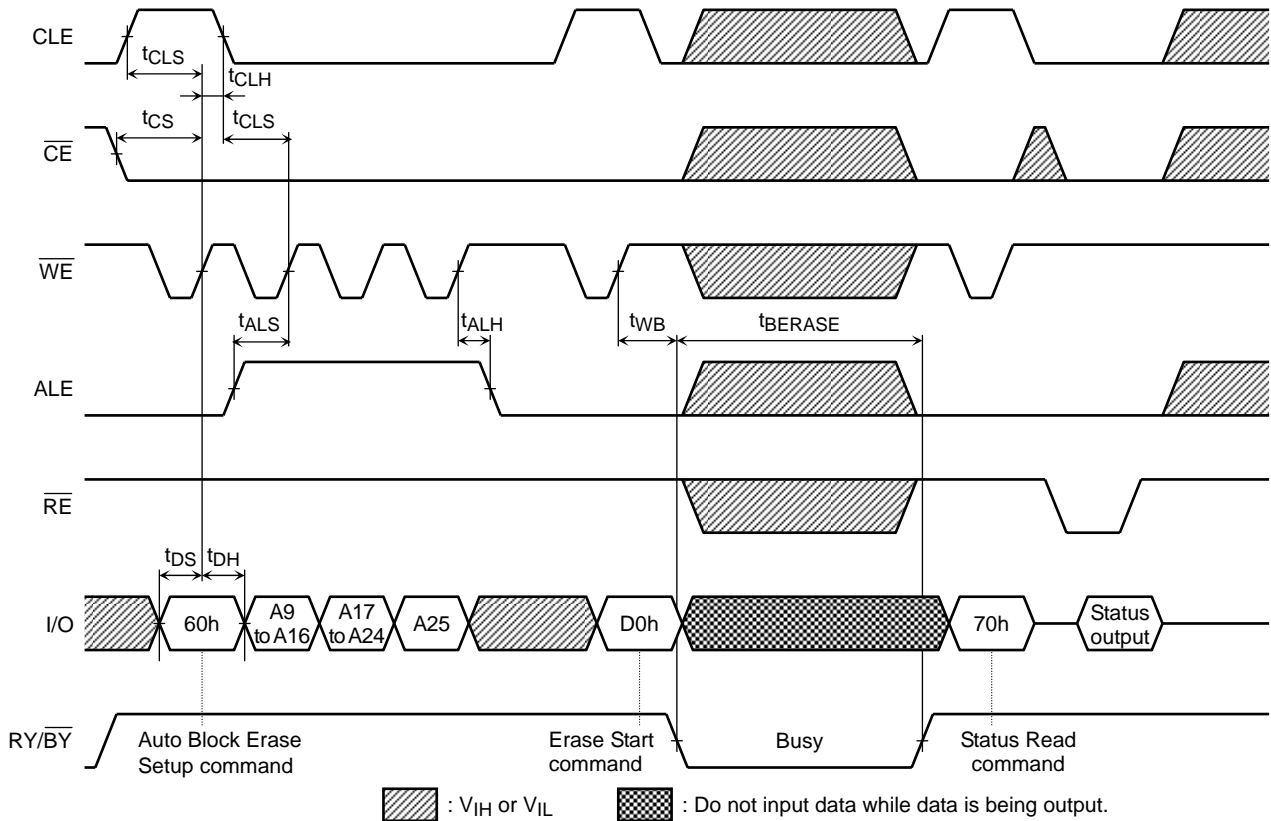 CLE
tCLS
tCLH
tCS
tCLS
CE
WE
tALS
tALH
tWB
tBERASE
ALE
RE
tDS
tDH
I/O
60h
A9
to A16
A17
to A24
A25
D0h
70h
Status
output
RY/BY
Auto Block Erase
Setup command
Erase Start
command
Busy
Status Read
command
: VIH or VIL
: Do not input data while data is being output.